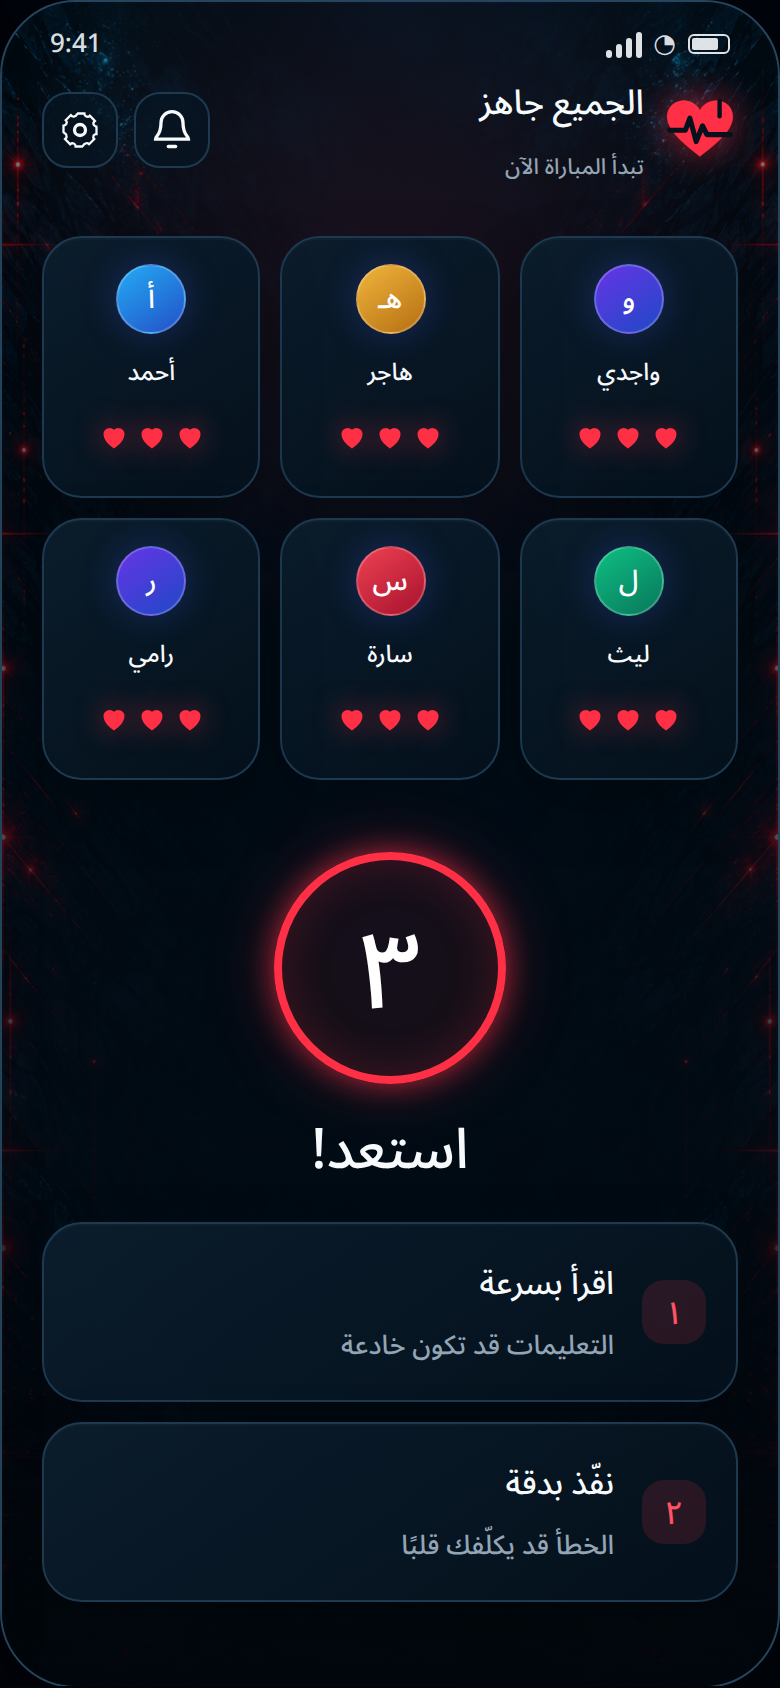 9:41
الجميع جاهز
تبدأ المباراة الآن
و
واجدي
هـ
هاجر
أ
أحمد
ل
ليث
س
سارة
ر
رامي
٣
استعد!
١
اقرأ بسرعة
التعليمات قد تكون خادعة
٢
نفّذ بدقة
الخطأ قد يكلّفك قلبًا